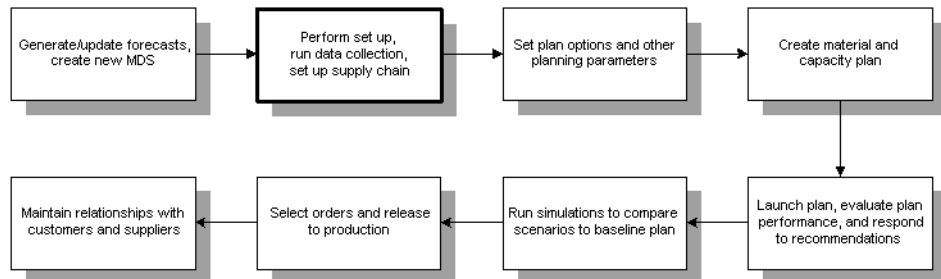 Generate/update forecasts,
create new MDS
Perform set up,
run data collection,
set up supply chain
Set plan options and other
planning parameters
Create material and
capacity plan
Launch plan, evaluate plan
performance, and respond
to recommendations
Run simulations to compare
scenarios to baseline plan
Select orders and release
to production
Maintain relationships with
customers and suppliers